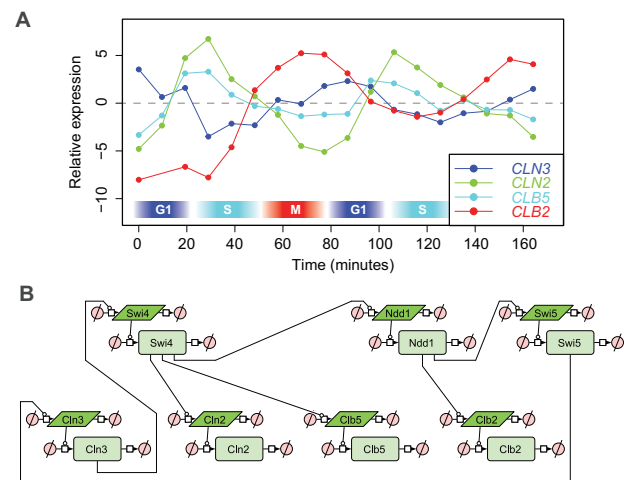 A
Relative expression
5
0
−5
−10
G1 S M G1 S
CLN3
CLN2
CLB5
CLB2
0 20 40 60 80 100 120 140 160
Time (minutes)
B
Swi4 Ndd1 Swi5
Swi4 Ndd1 Swi5
Cln3 Cln2 Clb5 Clb2
Cln3 Cln2 Clb5 Clb2